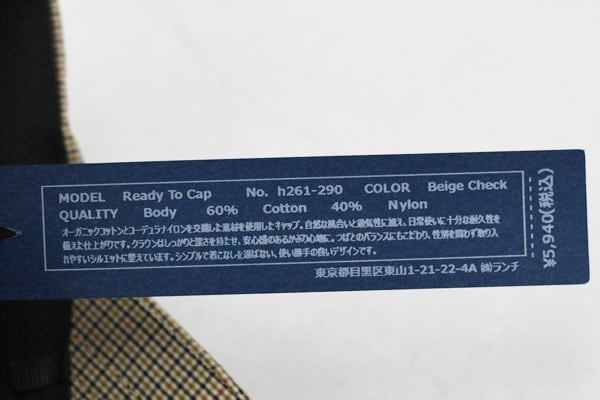 MODEL Ready To Cap No. h261-290 COLOR Beige Check
QUALITY Body 60% Cotton 40% Nylon
オーガニックコットンとコーデュラナイロンを交織した素材を使用したキャップ。自然な風合いと通気性に加え、日常使いに十分な耐久性を
備えた仕上がりです。クラウンはしっかりと深さを持たせ、安心感のあるかぶり心地に。つばとのバランスにもこだわり、性別を問わず取り入
れやすいシルエットに整えています。シンプルで着こなしを選ばない、使い勝手の良いデザインです。
東京都目黒区東山1-21-22-4A ㈱ランチ
¥5,940(税込)